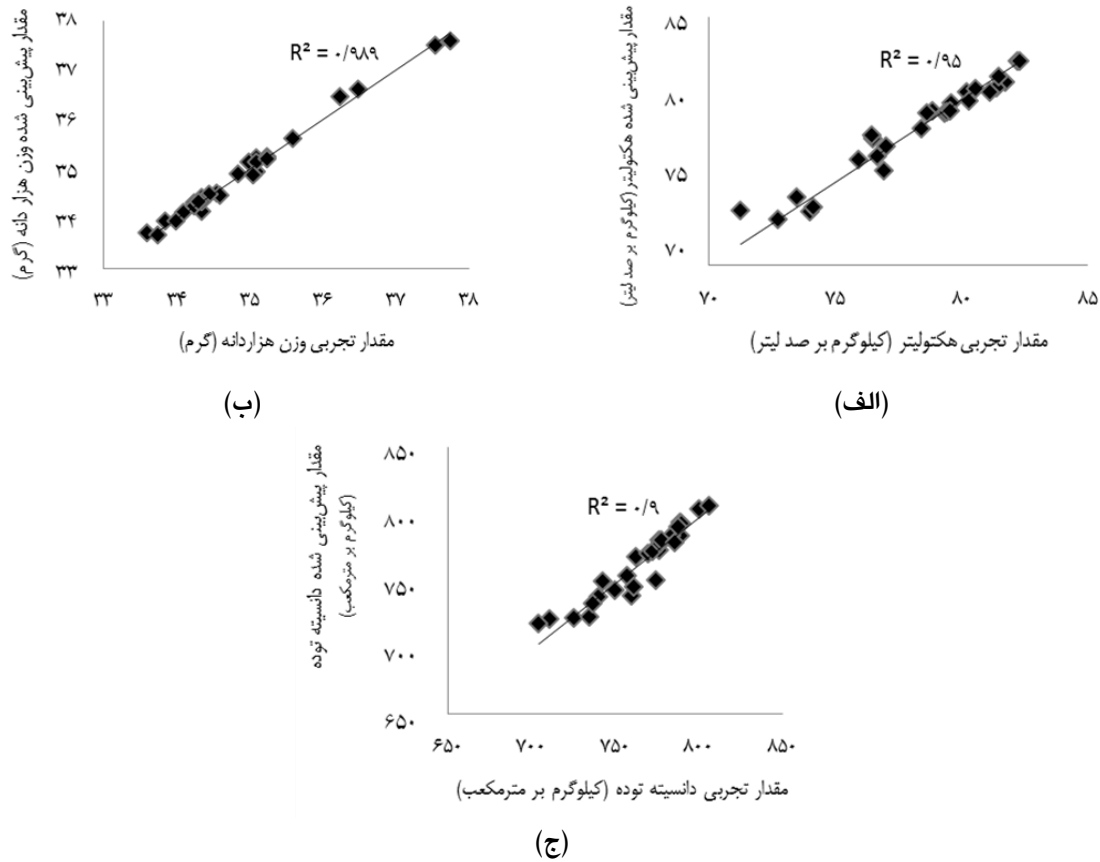 مقدار پیش‌بینی شده هکتولیتر (کیلوگرم بر صد لیتر)
۸۵
۸۰
۷۵
۷۰
R² = ۰/۹۵
۷۰ ۷۵ ۸۰ ۸۵
مقدار تجربی هکتولیتر (کیلوگرم بر صد لیتر)
(الف)
مقدار پیش‌بینی شده وزن هزار دانه (گرم)
۳۸
۳۷
۳۶
۳۵
۳۴
۳۳
R² = ۰/۹۸۹
۳۳ ۳۴ ۳۵ ۳۶ ۳۷ ۳۸
مقدار تجربی وزن هزاردانه (گرم)
(ب)
مقدار پیش‌بینی شده دانسیته توده
(کیلوگرم بر مترمکعب)
۸۵۰
۸۰۰
۷۵۰
۷۰۰
۶۵۰
R² = ۰/۹
۶۵۰ ۷۰۰ ۷۵۰ ۸۰۰ ۸۵۰
مقدار تجربی دانسیته توده (کیلوگرم بر مترمکعب)
(ج)